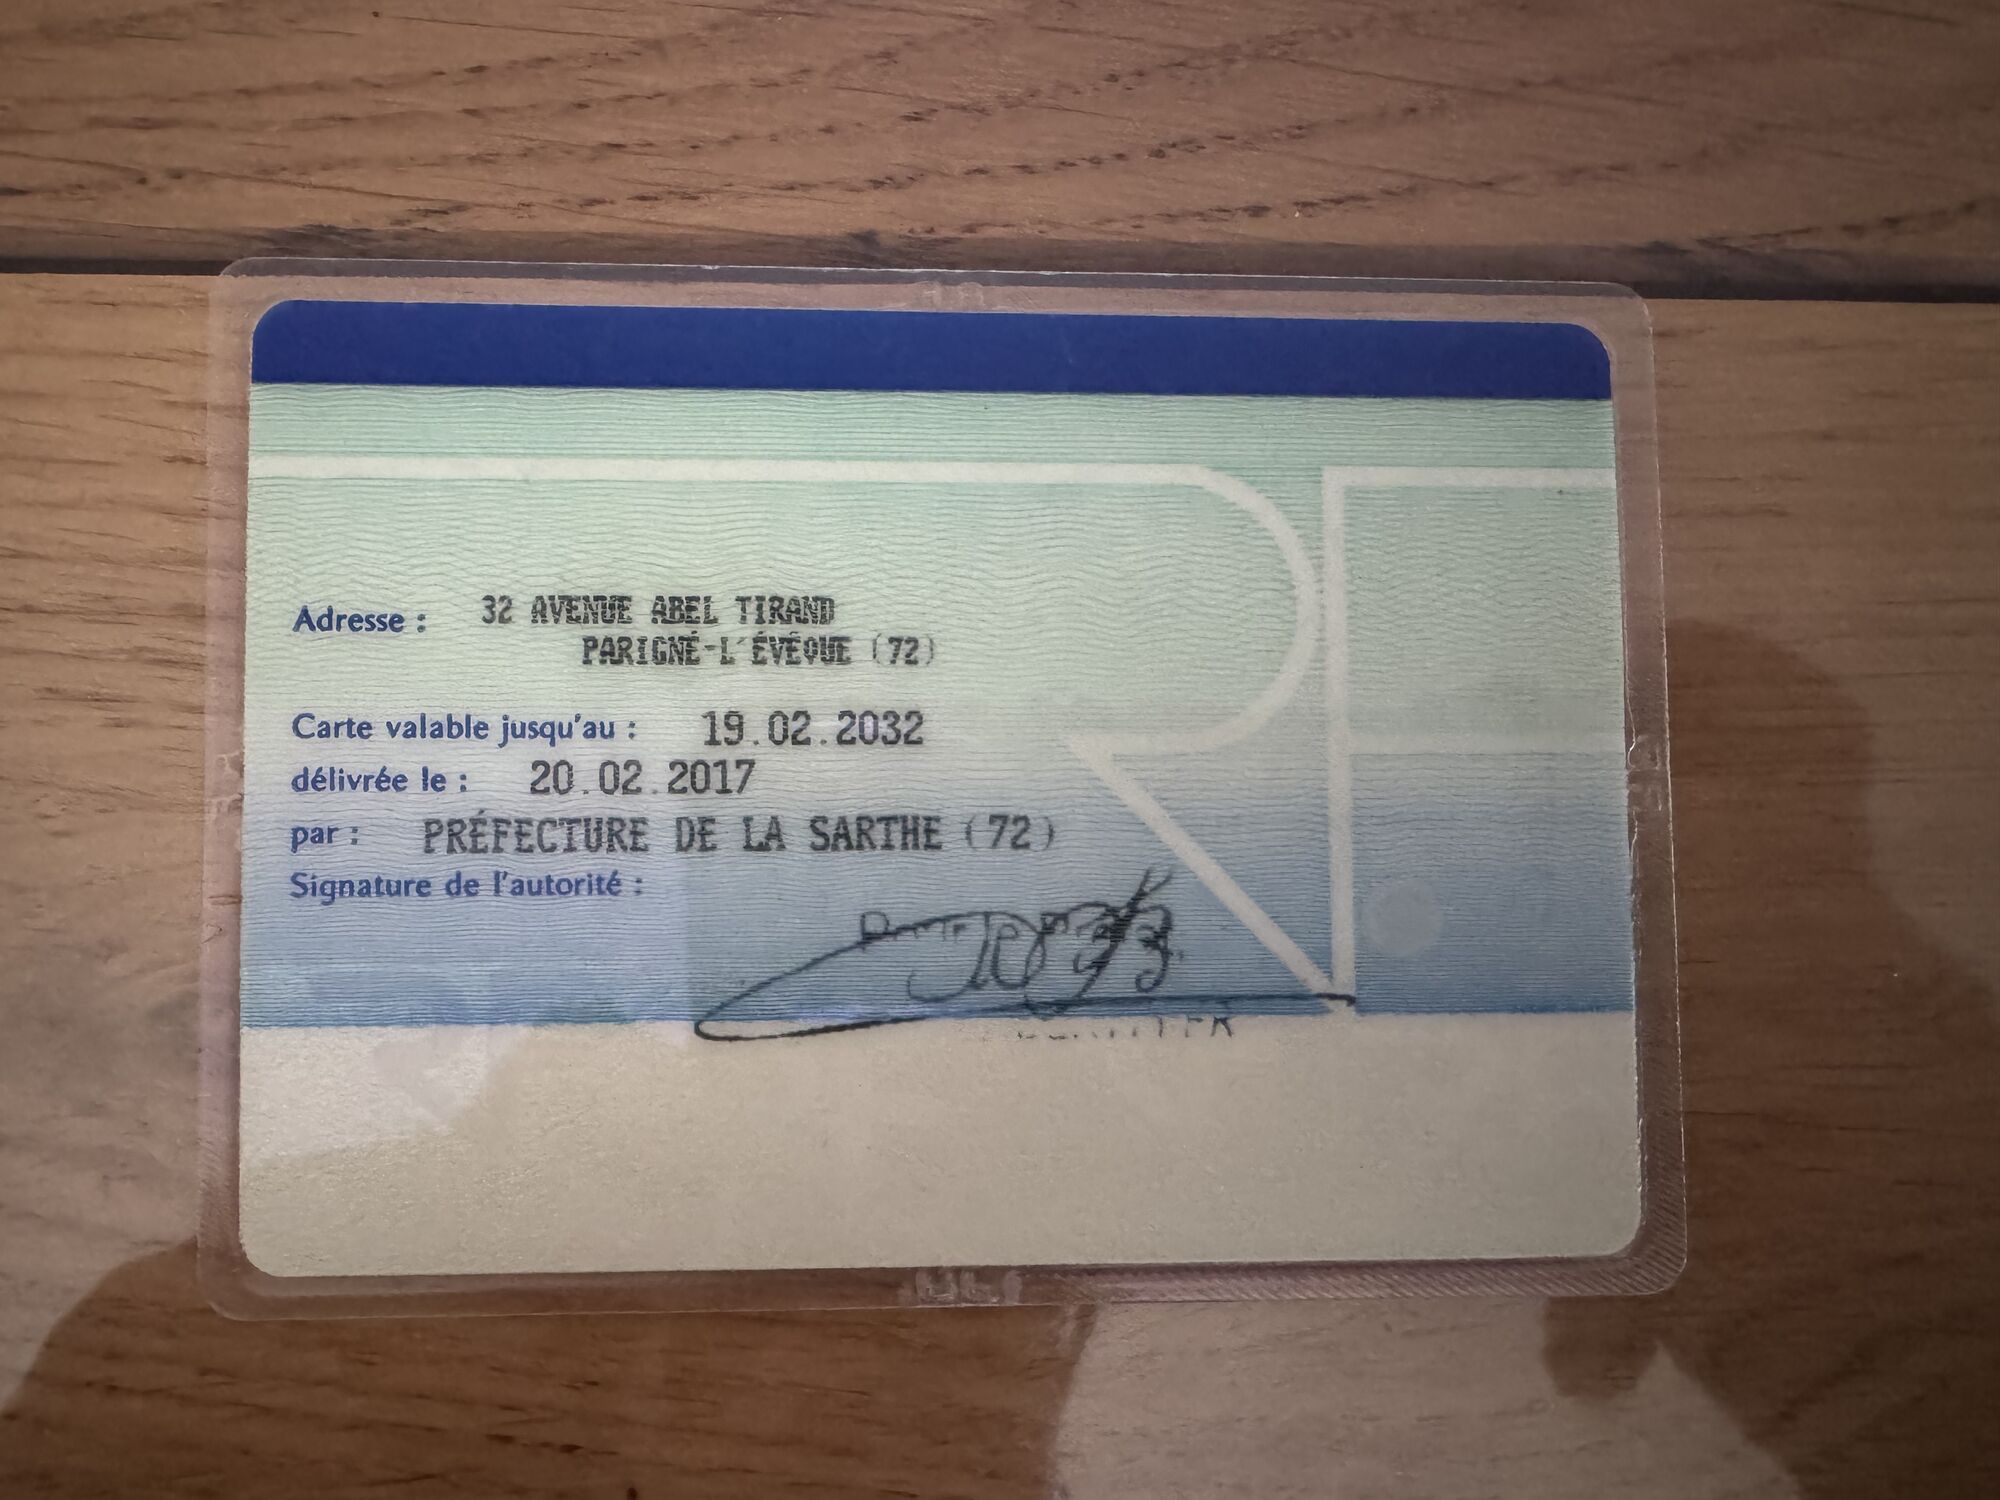 Adresse : 32 AVENUE ABEL TIRAND
PARIGNÉ-L'ÉVÊQUE (72)
Carte valable jusqu'au : 19.02.2032
délivrée le : 20.02.2017
par : PRÉFECTURE DE LA SARTHE (72)
Signature de l'autorité :
RF